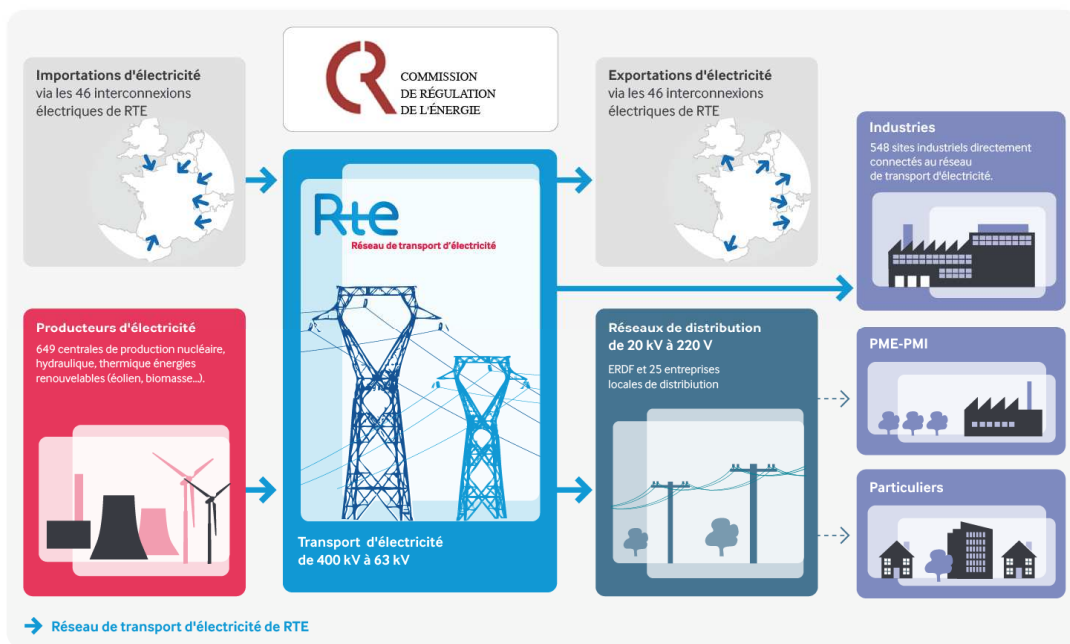 Importations d'électricité
via les 46 interconnexions
électriques de RTE
COMMISSION
DE RÉGULATION
DE L'ÉNERGIE
Exportations d'électricité
via les 46 interconnexions
électriques de RTE
Industries
548 sites industriels directement
connectés au réseau
de transport d'électricité.
Rte
Réseau de transport d'électricité
Producteurs d'électricité
649 centrales de production nucléaire,
hydraulique, thermique énergies
renouvelables (éolien, biomasse...).
Transport d'électricité
de 400 kV à 63 kV
Réseaux de distribution
de 20 kV à 220 V
ERDF et 25 entreprises
locales de distribiution
PME-PMI
Particuliers
Réseau de transport d'électricité de RTE